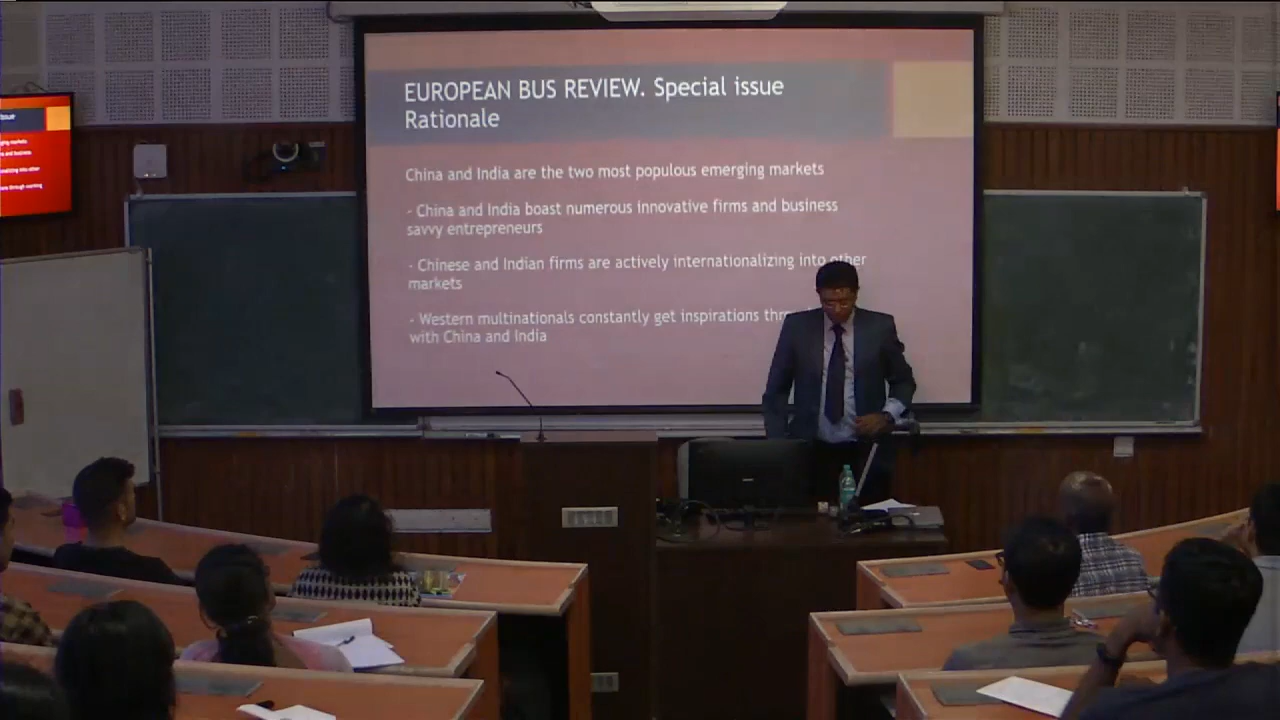 EUROPEAN BUS REVIEW. Special issue
Rationale
China and India are the two most populous emerging markets
- China and India boast numerous innovative firms and business
savvy entrepreneurs
- Chinese and Indian firms are actively internationalizing into other
markets
- Western multinationals constantly get inspirations
with China and India